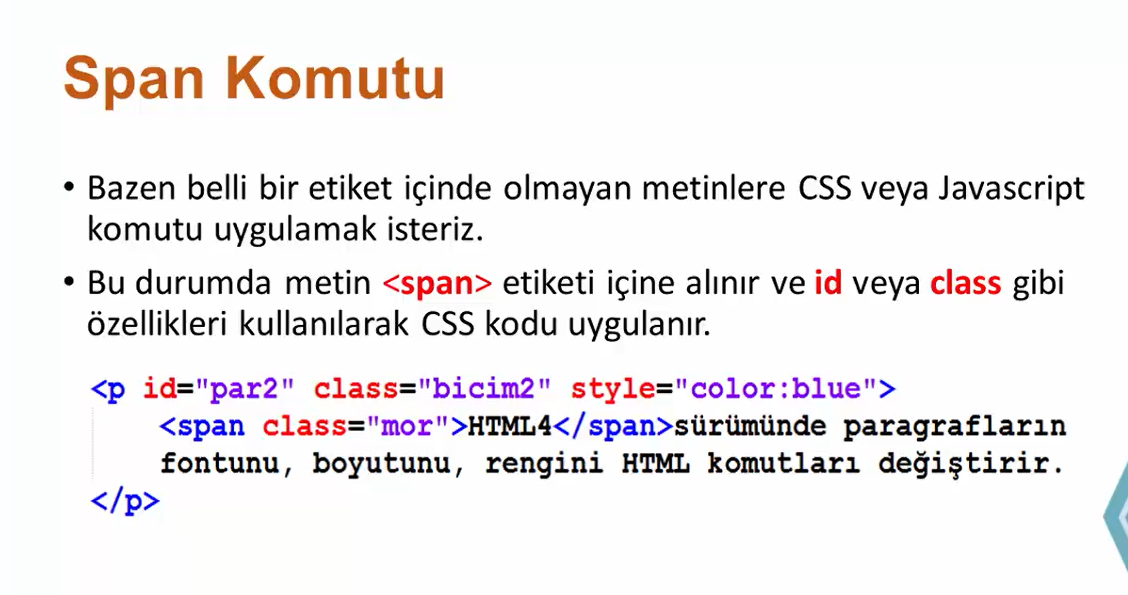 Span Komutu
• Bazen belli bir etiket içinde olmayan metinlere CSS veya Javascript
komutu uygulamak isteriz.
• Bu durumda metin <span> etiketi içine alınır ve id veya class gibi
özellikleri kullanılarak CSS kodu uygulanır.
<p id="par2" class="bicim2" style="color:blue">
<span class="mor">HTML4</span>sürümünde paragrafların
fontunu, boyutunu, rengini HTML komutları değiştirir.
</p>